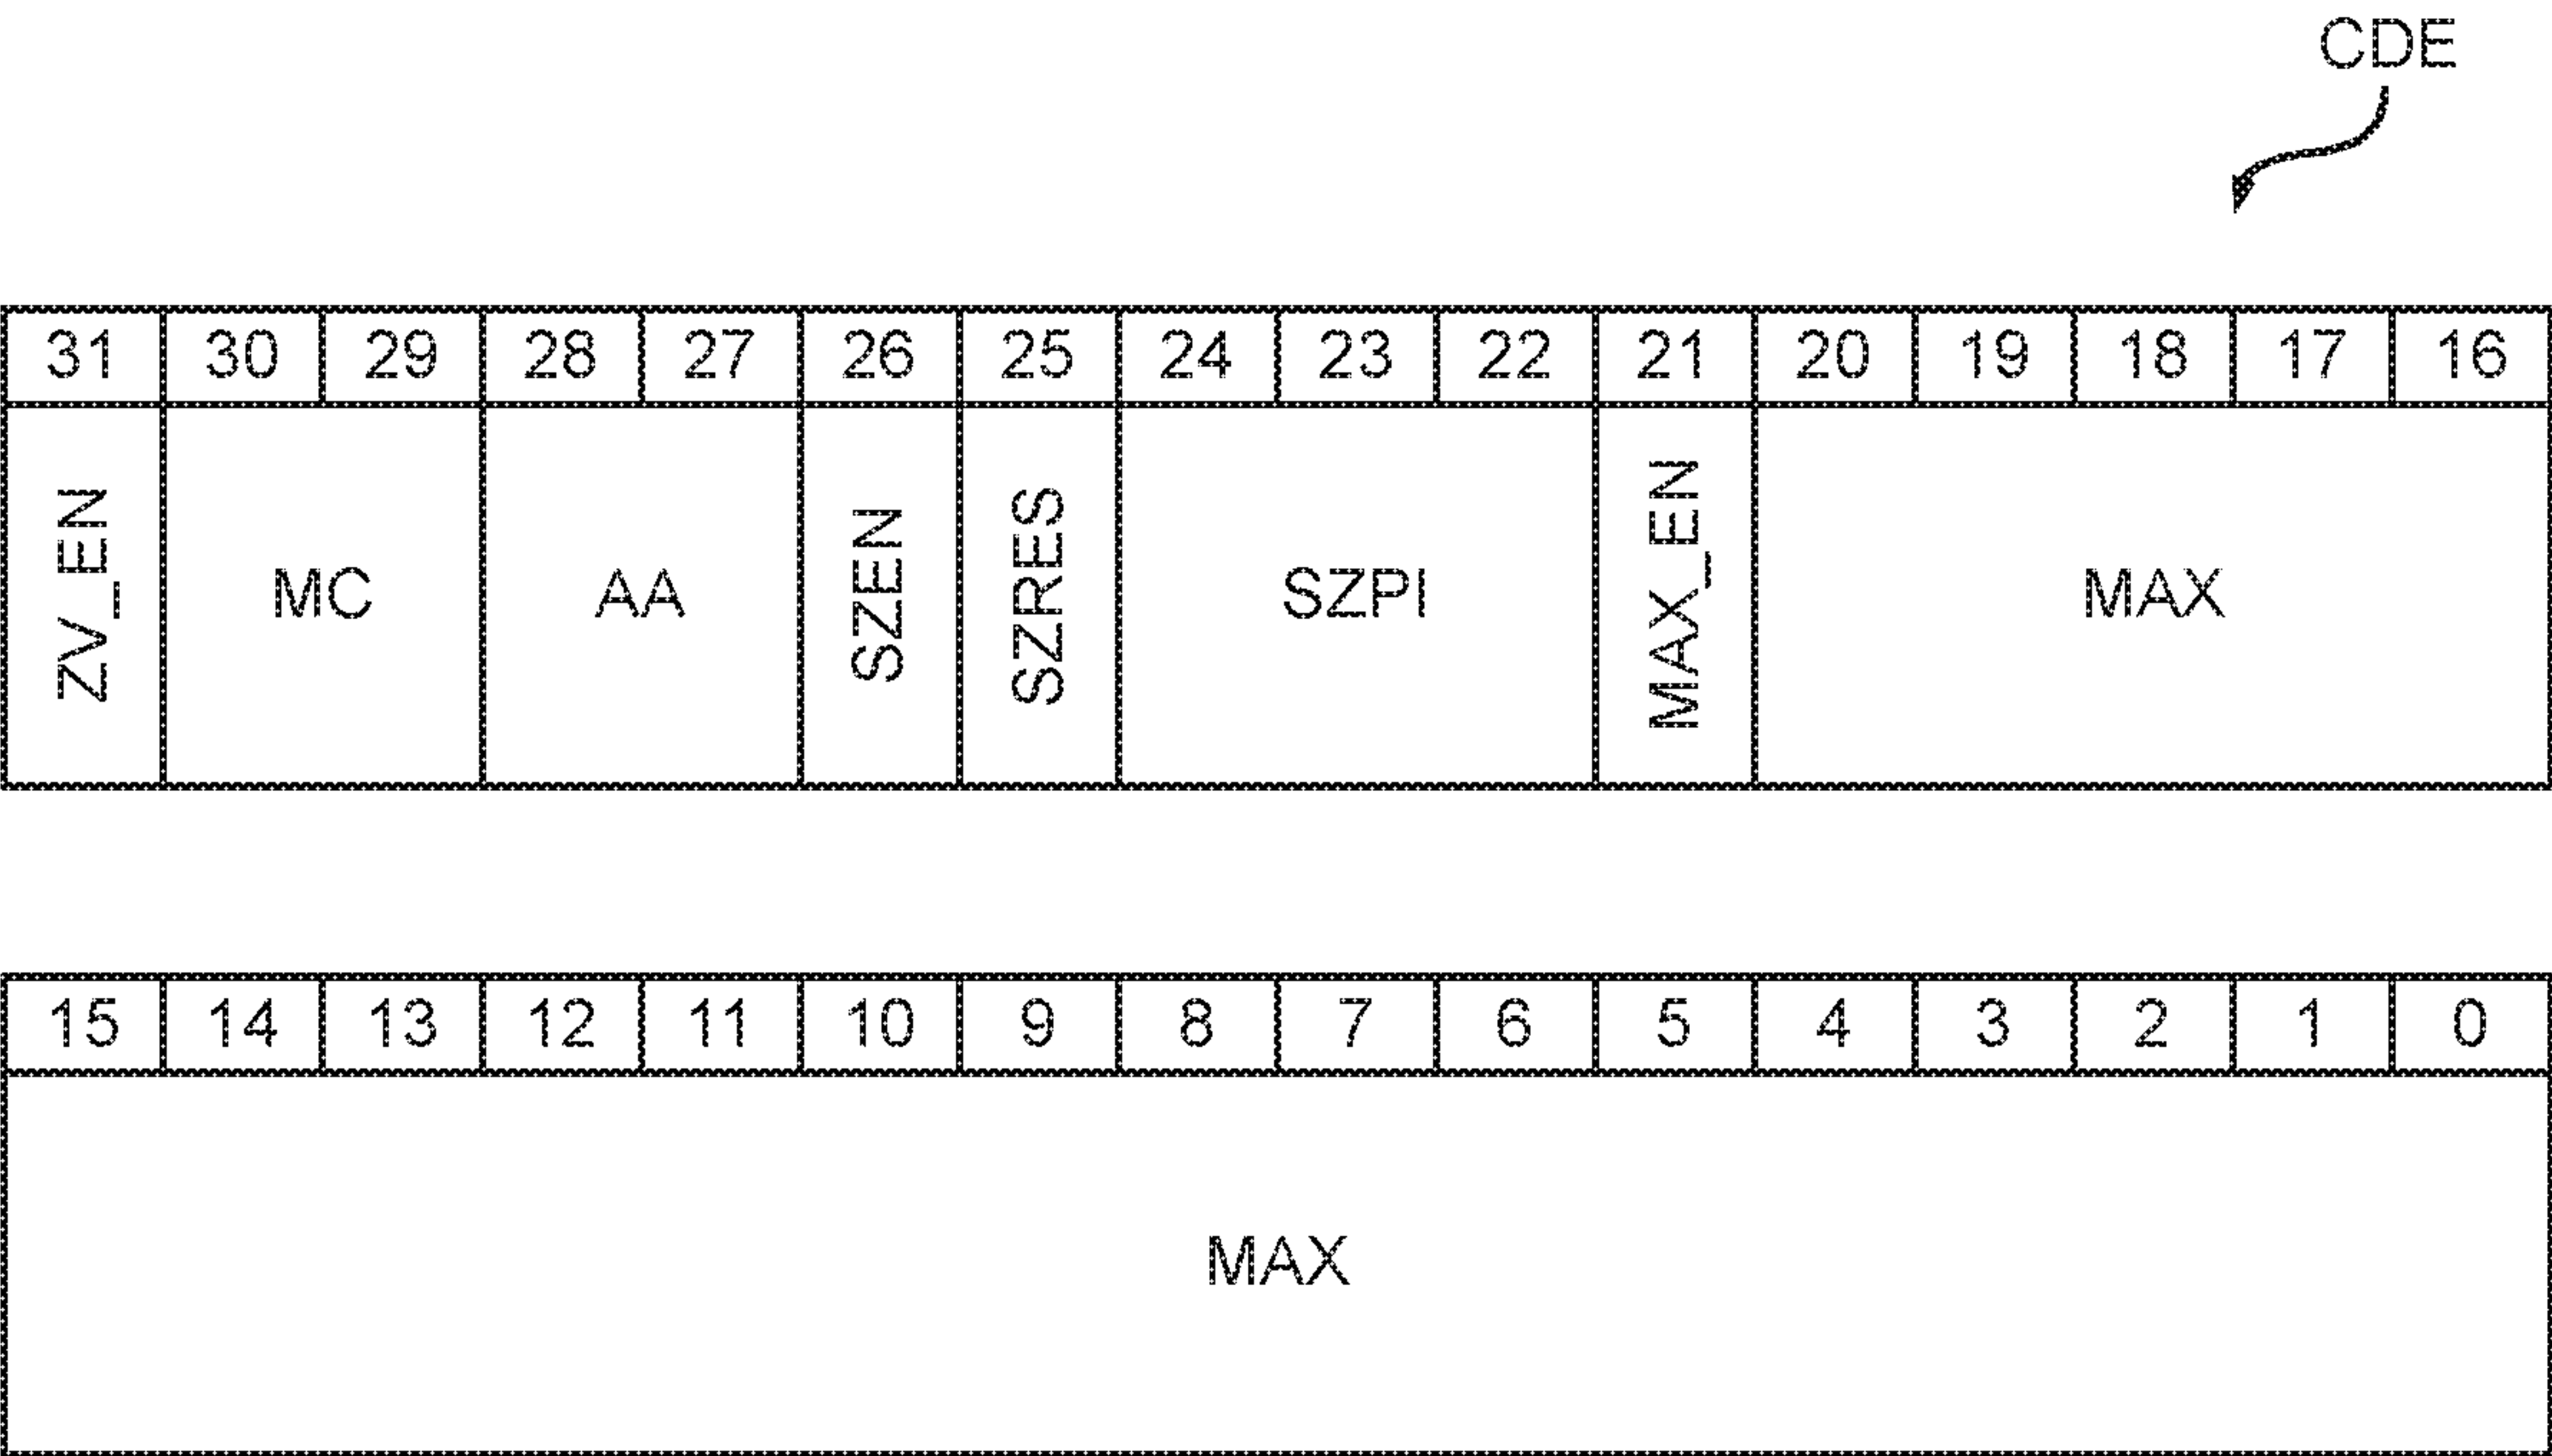 CDE
31 30 29 28 27 26 25 24 23 22 21 20 19 18 17 16
ZV_EN MC AA SZEN SZRES SZPI MAX_EN MAX
15 14 13 12 11 10 9 8 7 6 5 4 3 2 1 0
MAX